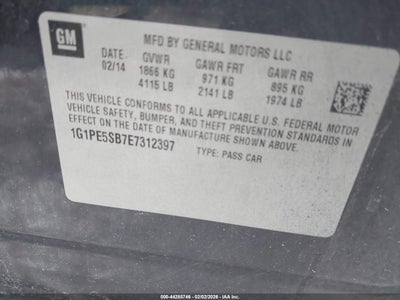 GM
MFD BY GENERAL MOTORS LLC
DATE GVWR GAWR FRT GAWR RR
02/14 1866 KG 971 KG 895 KG
4115 LB 2141 LB 1974 LB
THIS VEHICLE CONFORMS TO ALL APPLICABLE U.S. FEDERAL MOTOR
VEHICLE SAFETY, BUMPER, AND THEFT PREVENTION STANDARDS
IN EFFECT ON THE DATE OF MANUFACTURE SHOWN ABOVE.
1G1PE5SB7E7312397
TYPE: PASS CAR
000-44285746 - 02/02/2026 - IAA Inc.